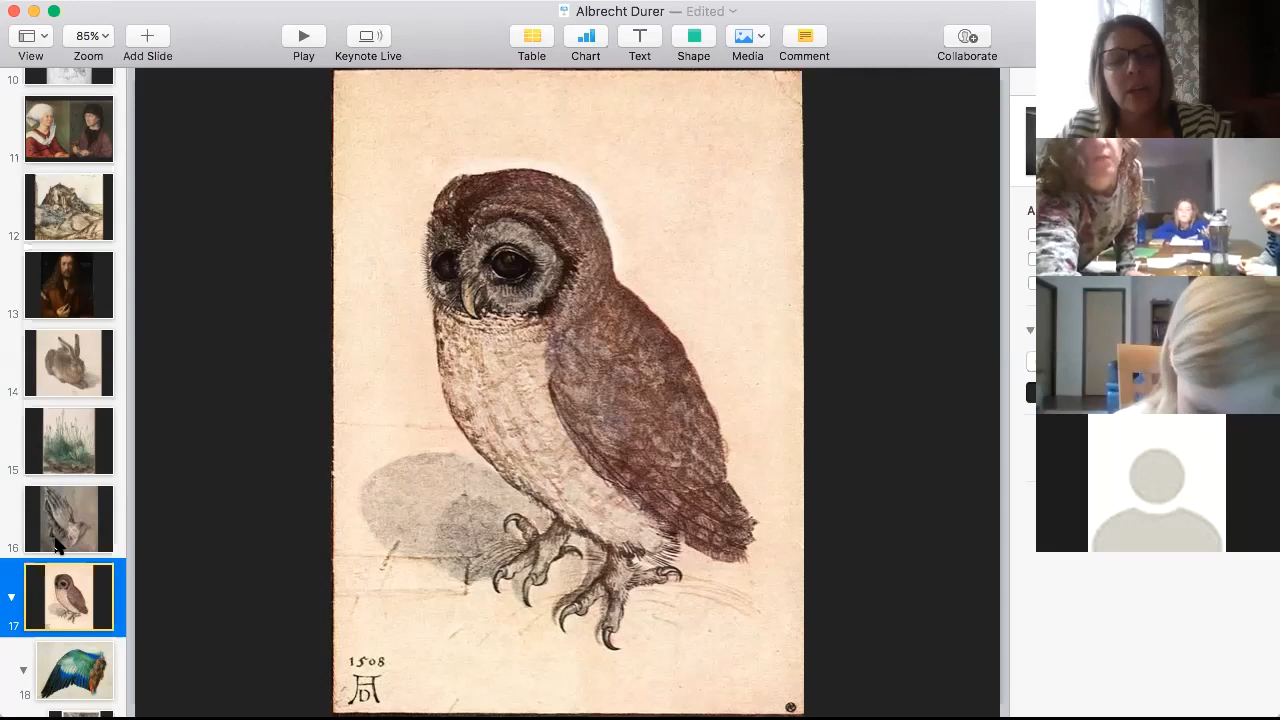 Albrecht Durer — Edited
85%
View
Zoom
Add Slide
Play
Keynote Live
Table
Chart
Text
Shape
Media
Comment
Collaborate
10
11
12
13
14
15
16
17
18
A
1508
AD